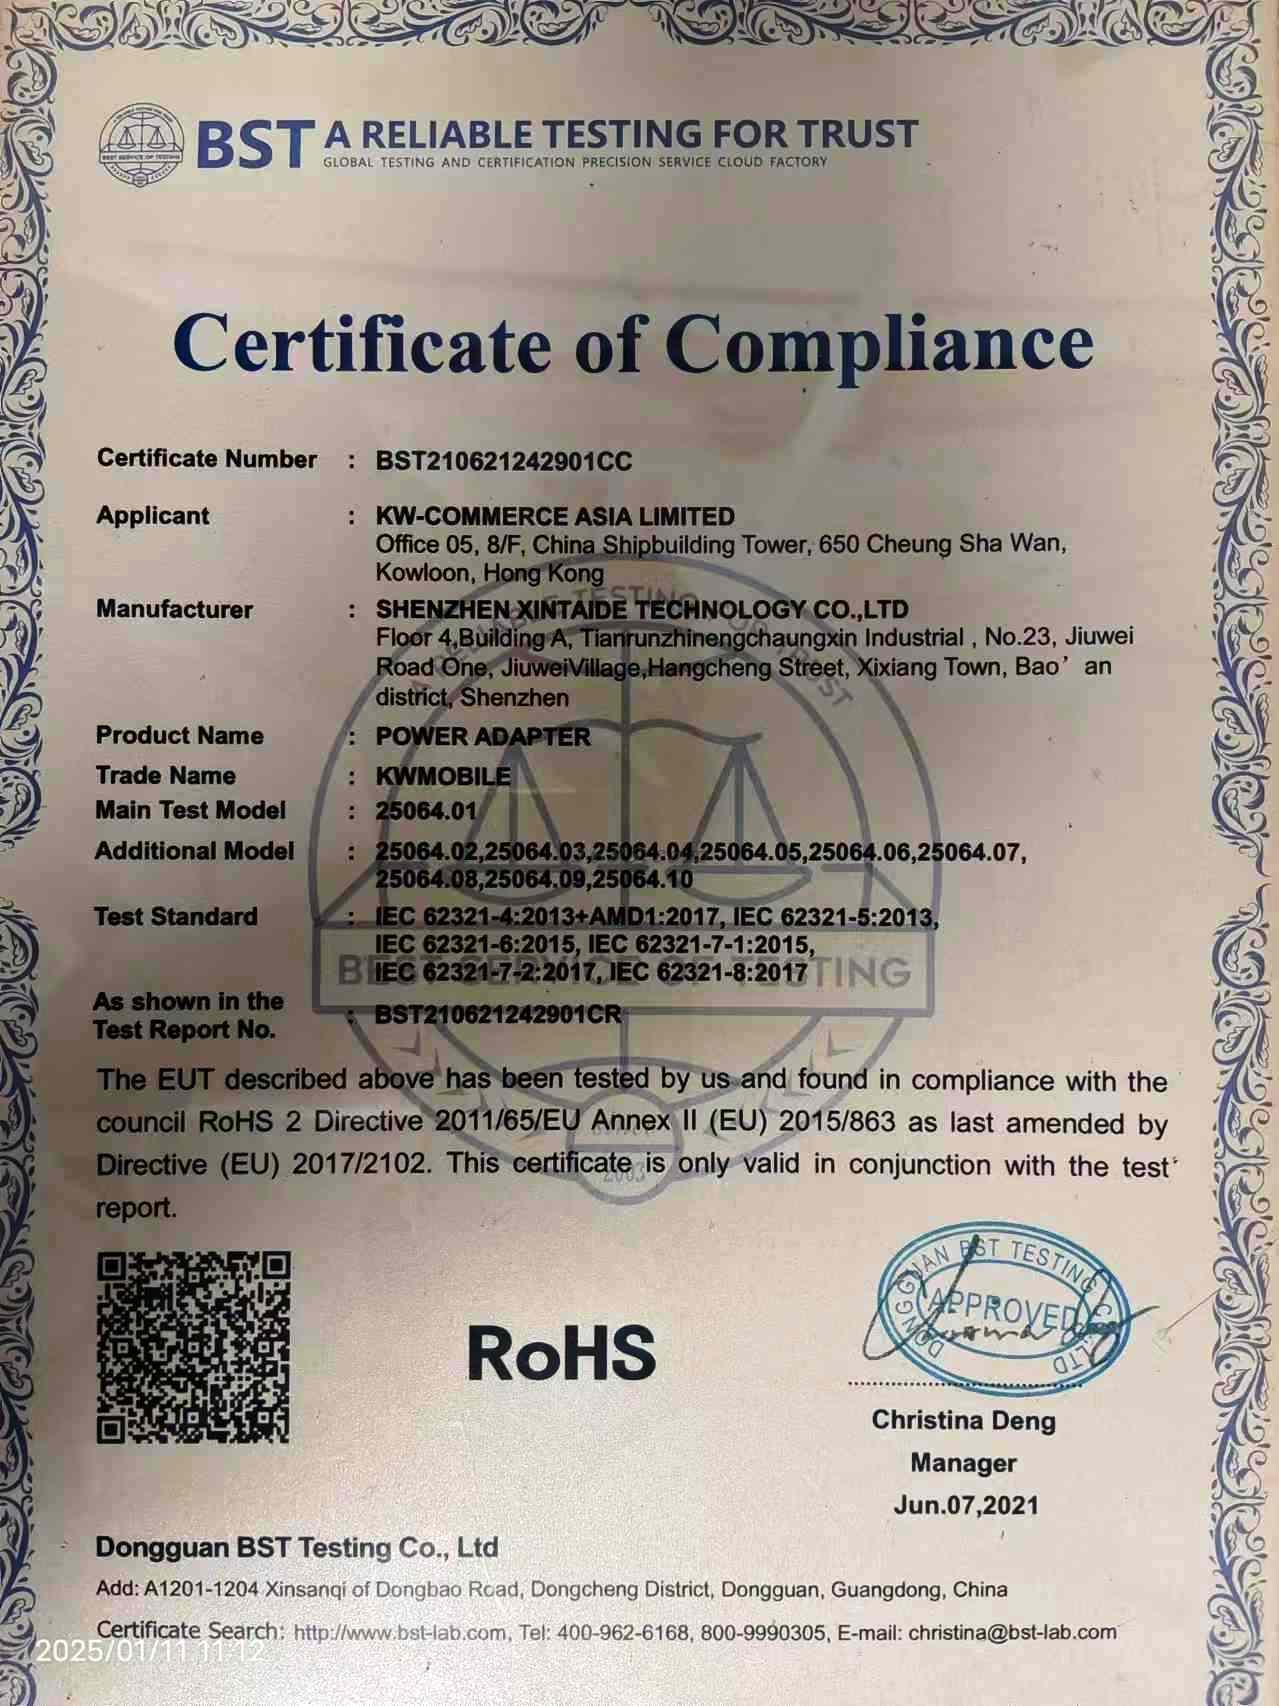 BEST SERVICE OF TESTING
BST A RELIABLE TESTING FOR TRUST
GLOBAL TESTING AND CERTIFICATION PRECISION SERVICE CLOUD FACTORY
Certificate of Compliance
Certificate Number : BST210621242901CC
Applicant : KW-COMMERCE ASIA LIMITED
Office 05, 8/F, China Shipbuilding Tower, 650 Cheung Sha Wan,
Kowloon, Hong Kong
Manufacturer : SHENZHEN XINTAIDE TECHNOLOGY CO.,LTD
Floor 4,Building A, Tianrunzhinengchaungxin Industrial , No.23, Jiuwei
Road One, JiuweiVillage,Hangcheng Street, Xixiang Town, Bao’ an
district, Shenzhen
Product Name : POWER ADAPTER
Trade Name : KWMOBILE
Main Test Model : 25064.01
Additional Model : 25064.02,25064.03,25064.04,25064.05,25064.06,25064.07,
25064.08,25064.09,25064.10
Test Standard : IEC 62321-4:2013+AMD1:2017, IEC 62321-5:2013,
IEC 62321-6:2015, IEC 62321-7-1:2015,
IEC 62321-7-2:2017, IEC 62321-8:2017
BEST SERVICE OF TESTING
As shown in the
Test Report No. : BST210621242901CR
The EUT described above has been tested by us and found in compliance with the
council RoHS 2 Directive 2011/65/EU Annex II (EU) 2015/863 as last amended by
Directive (EU) 2017/2102. This certificate is only valid in conjunction with the test
report.
2003
RoHS
DONGGUAN BST TESTING CO.,LTD
APPROVED
Christina Deng
Manager
Jun.07,2021
Dongguan BST Testing Co., Ltd
Add: A1201-1204 Xinsanqi of Dongbao Road, Dongcheng District, Dongguan, Guangdong, China
Certificate Search: http://www.bst-lab.com, Tel: 400-962-6168, 800-9990305, E-mail: christina@bst-lab.com
2025/01/11 11:12